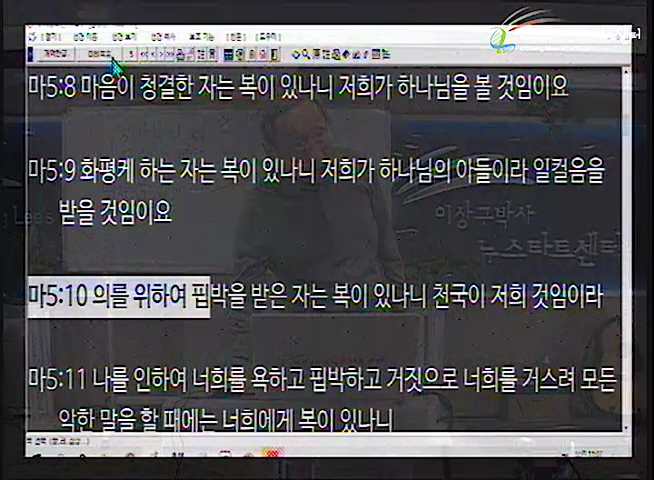 마5:8 마음이 청결한 자는 복이 있나니 저희가 하나님을 볼 것임이요
마5:9 화평케 하는 자는 복이 있나니 저희가 하나님의 아들이라 일컬음을
받을 것임이요
이상구박사
뉴스타트센터
마5:10 의를 위하여 핍박을 받은 자는 복이 있나니 천국이 저희 것임이라
마5:11 나를 인하여 너희를 욕하고 핍박하고 거짓으로 너희를 거스려 모든
악한 말을 할 때에는 너희에게 복이 있나니